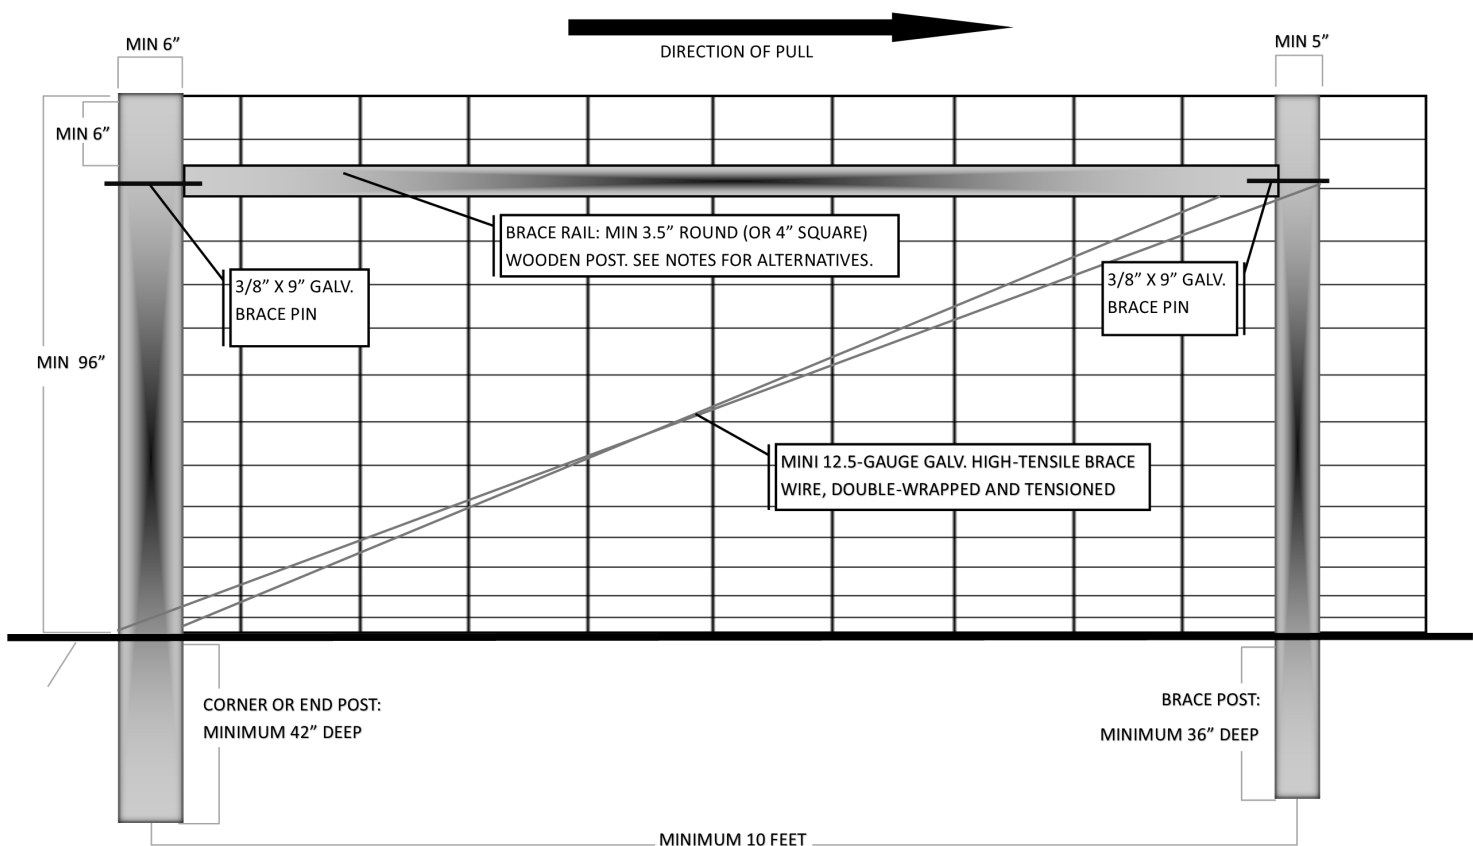 MIN 6”
DIRECTION OF PULL
MIN 5”
MIN 6”
BRACE RAIL: MIN 3.5” ROUND (OR 4” SQUARE)
WOODEN POST. SEE NOTES FOR ALTERNATIVES.
3/8” X 9” GALV.
BRACE PIN
3/8” X 9” GALV.
BRACE PIN
MIN 96”
MINI 12.5-GAUGE GALV. HIGH-TENSILE BRACE
WIRE, DOUBLE-WRAPPED AND TENSIONED
CORNER OR END POST:
MINIMUM 42” DEEP
BRACE POST:
MINIMUM 36” DEEP
MINIMUM 10 FEET